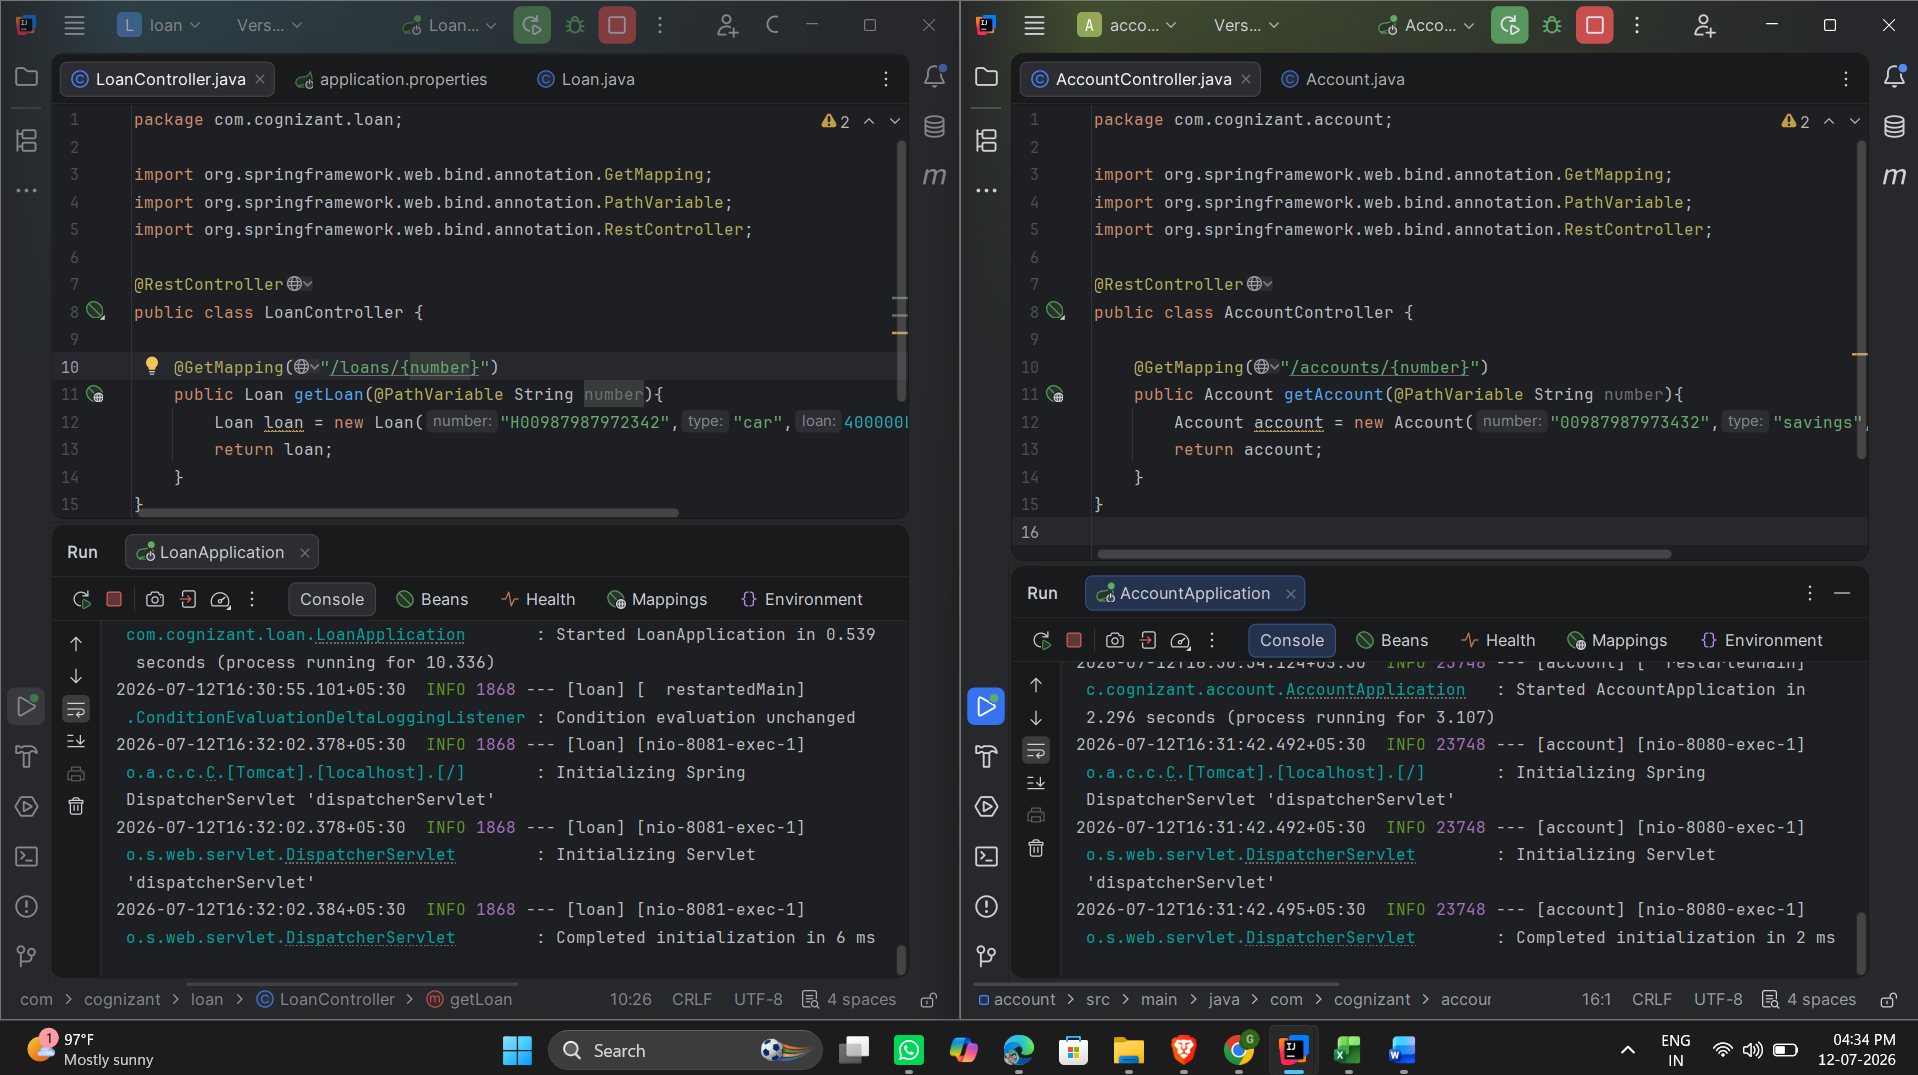 L loan
Vers...
Loan...
LoanController.java
application.properties
Loan.java
1 package com.cognizant.loan;
2
2
3 import org.springframework.web.bind.annotation.GetMapping;
4 import org.springframework.web.bind.annotation.PathVariable;
5 import org.springframework.web.bind.annotation.RestController;
6
7 @RestController
8 public class LoanController {
9
10 @GetMapping("/loans/{number}")
11 public Loan getLoan(@PathVariable String number){
12 Loan loan = new Loan( number: "H00987987972342", type: "car", loan: 400000
13 return loan;
14 }
15 }
Run LoanApplication
Console Beans Health Mappings Environment
com.cognizant.loan.LoanApplication : Started LoanApplication in 0.539
seconds (process running for 10.336)
2026-07-12T16:30:55.101+05:30 INFO 1868 --- [loan] [ restartedMain]
.ConditionEvaluationDeltaLoggingListener : Condition evaluation unchanged
2026-07-12T16:32:02.378+05:30 INFO 1868 --- [loan] [nio-8081-exec-1]
o.a.c.c.C.[Tomcat].[localhost].[/] : Initializing Spring
DispatcherServlet 'dispatcherServlet'
2026-07-12T16:32:02.378+05:30 INFO 1868 --- [loan] [nio-8081-exec-1]
o.s.web.servlet.DispatcherServlet : Initializing Servlet
'dispatcherServlet'
2026-07-12T16:32:02.384+05:30 INFO 1868 --- [loan] [nio-8081-exec-1]
o.s.web.servlet.DispatcherServlet : Completed initialization in 6 ms
com > cognizant > loan > LoanController > getLoan
10:26 CRLF UTF-8 4 spaces
A acco...
Vers...
Acco...
AccountController.java
Account.java
1 package com.cognizant.account;
2
2
3 import org.springframework.web.bind.annotation.GetMapping;
4 import org.springframework.web.bind.annotation.PathVariable;
5 import org.springframework.web.bind.annotation.RestController;
6
7 @RestController
8 public class AccountController {
9
10 @GetMapping("/accounts/{number}")
11 public Account getAccount(@PathVariable String number){
12 Account account = new Account( number: "00987987973432", type: "savings",
13 return account;
14 }
15 }
16
Run AccountApplication
Console Beans Health Mappings Environment
2026-07-12T16:30:54.124+05:30 INFO 23748 --- [account] [ restartedMain]
c.cognizant.account.AccountApplication : Started AccountApplication in
2.296 seconds (process running for 3.107)
2026-07-12T16:31:42.492+05:30 INFO 23748 --- [account] [nio-8080-exec-1]
o.a.c.c.C.[Tomcat].[localhost].[/] : Initializing Spring
DispatcherServlet 'dispatcherServlet'
2026-07-12T16:31:42.492+05:30 INFO 23748 --- [account] [nio-8080-exec-1]
o.s.web.servlet.DispatcherServlet : Initializing Servlet
'dispatcherServlet'
2026-07-12T16:31:42.495+05:30 INFO 23748 --- [account] [nio-8080-exec-1]
o.s.web.servlet.DispatcherServlet : Completed initialization in 2 ms
account > src > main > java > com > cognizant >
16:1 CRLF UTF-8 4 spaces
1
97°F
Mostly sunny
Search
G
ENG
IN
04:34 PM
12-07-2026